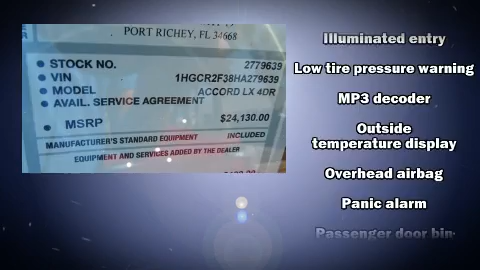 PORT RICHEY, FL 34668
STOCK NO. 2779639
VIN 1HGCR2F38HA279639
MODEL ACCORD LX 4DR
AVAIL. SERVICE AGREEMENT
MSRP $24,130.00
MANUFACTURER'S STANDARD EQUIPMENT INCLUDED
EQUIPMENT AND SERVICES ADDED BY THE DEALER
Illuminated entry
Low tire pressure warning
MP3 decoder
Outside
temperature display
Overhead airbag
Panic alarm
Passenger door bin